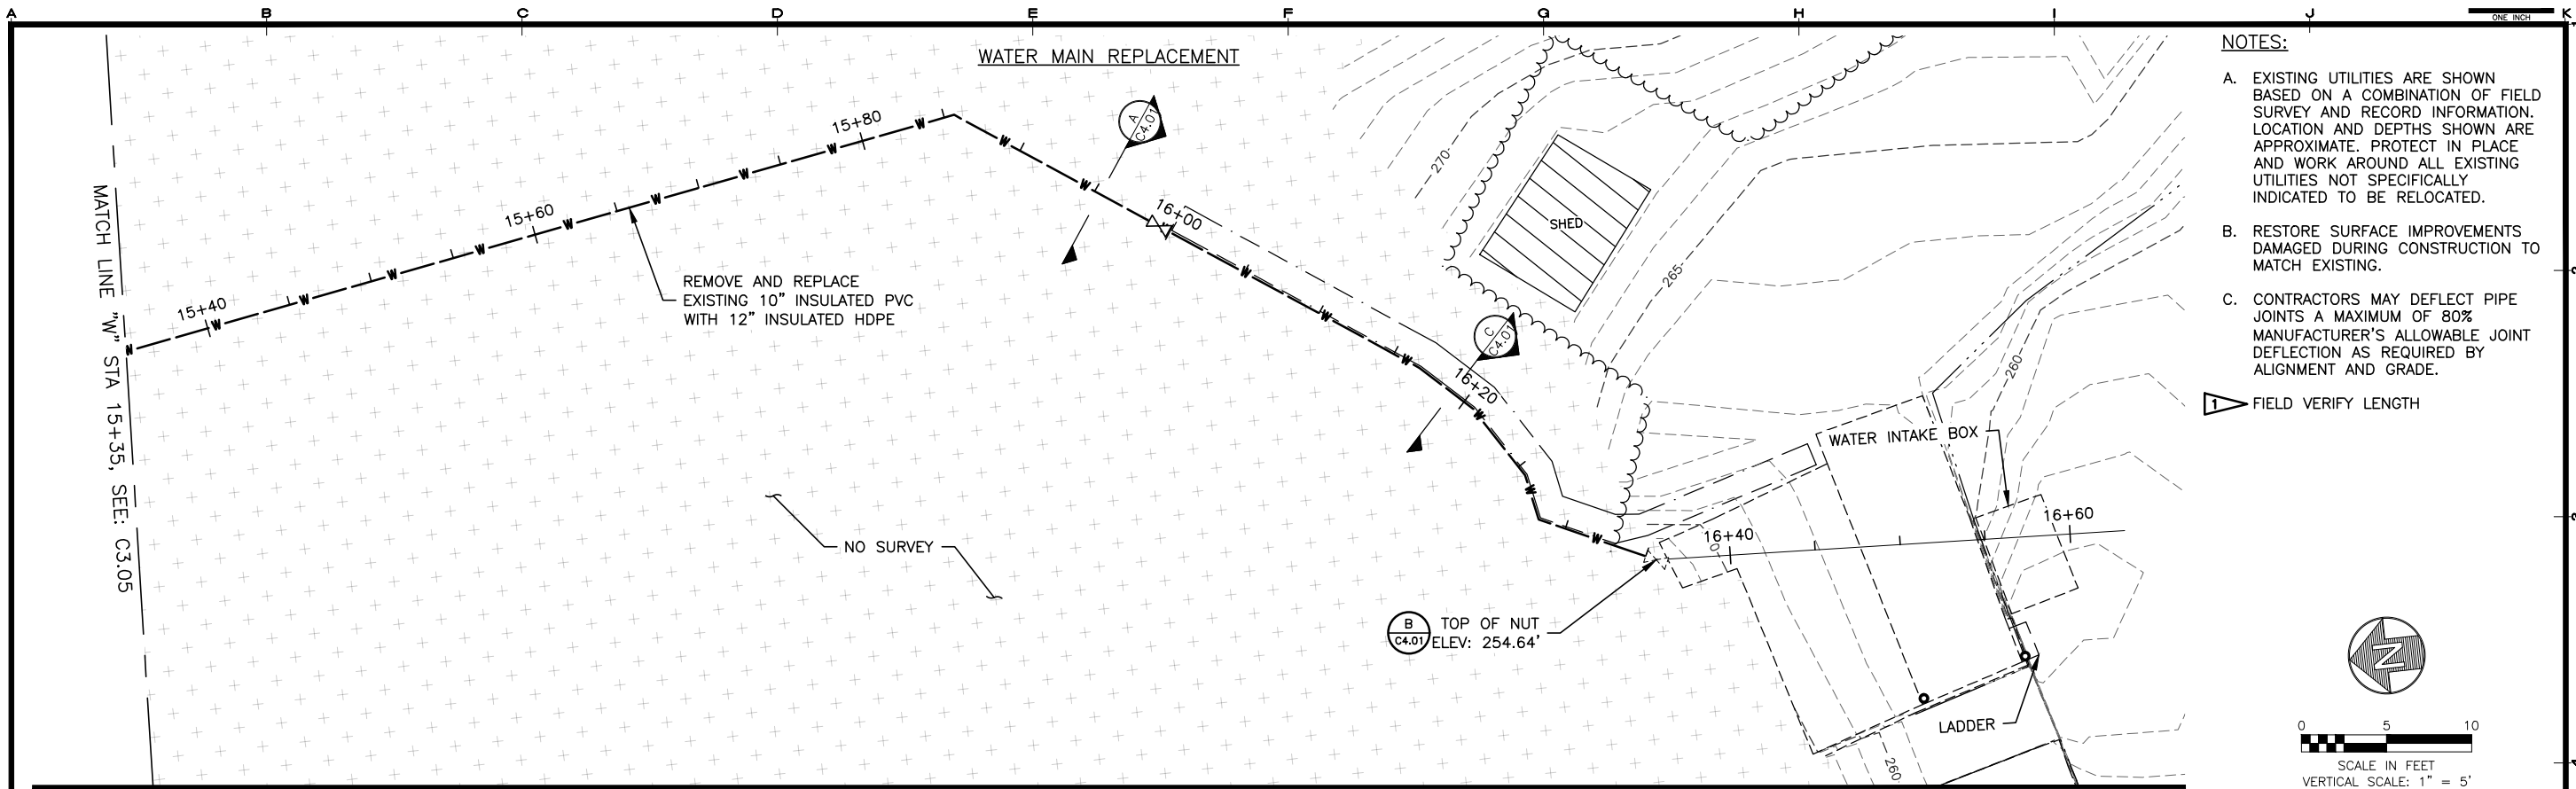 A B C D E F G H I J K
ONE INCH
WATER MAIN REPLACEMENT
NOTES:
A. EXISTING UTILITIES ARE SHOWN
BASED ON A COMBINATION OF FIELD
SURVEY AND RECORD INFORMATION.
LOCATION AND DEPTHS SHOWN ARE
APPROXIMATE. PROTECT IN PLACE
AND WORK AROUND ALL EXISTING
UTILITIES NOT SPECIFICALLY
INDICATED TO BE RELOCATED.
B. RESTORE SURFACE IMPROVEMENTS
DAMAGED DURING CONSTRUCTION TO
MATCH EXISTING.
C. CONTRACTORS MAY DEFLECT PIPE
JOINTS A MAXIMUM OF 80%
MANUFACTURER'S ALLOWABLE JOINT
DEFLECTION AS REQUIRED BY
ALIGNMENT AND GRADE.
1 FIELD VERIFY LENGTH
MATCH LINE "W" STA 15+35, SEE: C3.05
15+40
15+60
15+80
16+00
16+20
16+40
16+60
W W W W W W W W W W W W W W W W W W
A
C4.01
C
C4.01
REMOVE AND REPLACE
EXISTING 10" INSULATED PVC
WITH 12" INSULATED HDPE
NO SURVEY
270
SHED
265
260
WATER INTAKE BOX
B
C4.01
TOP OF NUT
ELEV: 254.64'
LADDER
260
N
0 5 10
SCALE IN FEET
VERTICAL SCALE: 1" = 5'